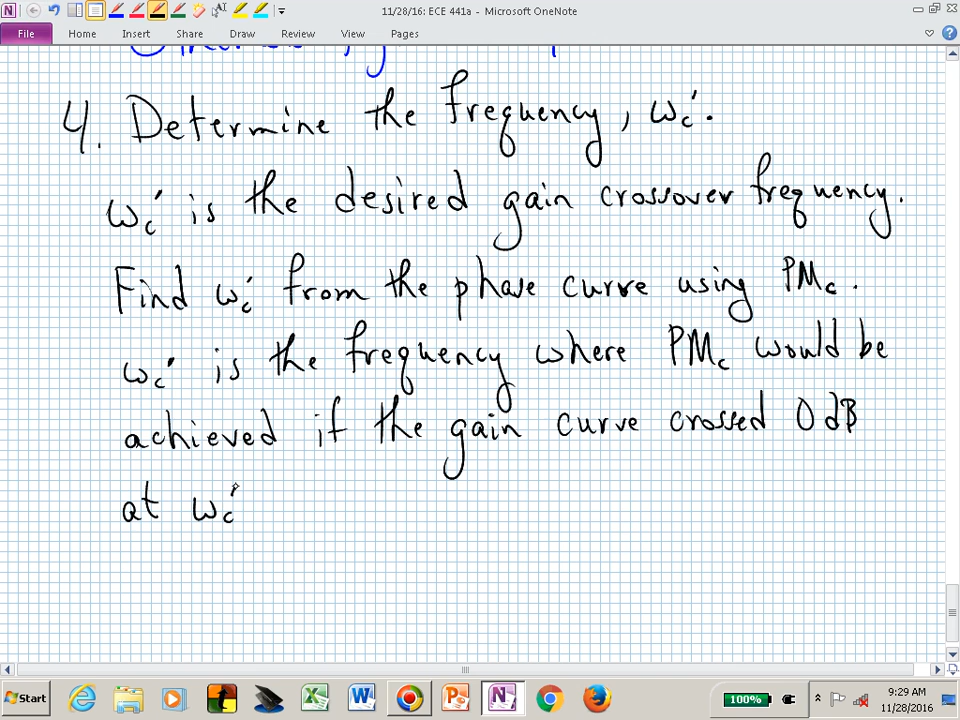 11/28/16: ECE 441a - Microsoft OneNote
File Home Insert Share Draw Review View Pages
4. Determine the frequency, ωc'.
ωc' is the desired gain crossover frequency.
Find ωc' from the phase curve using PMc.
ωc' is the frequency where PMc would be
achieved if the gain curve crossed 0 dB
at ωc'
Start
100%
9:29 AM
11/28/2016